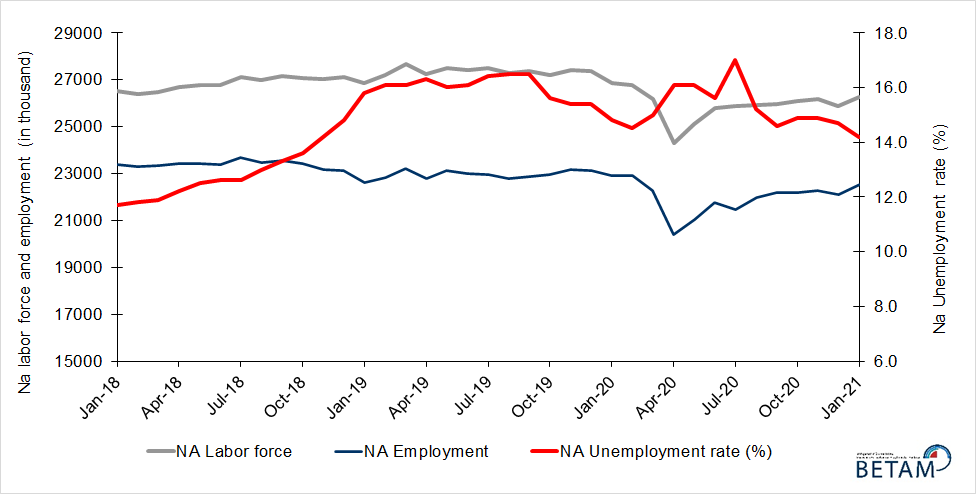 Na labor force and employment (in thousand)
29000
27000
25000
23000
21000
19000
17000
15000
18.0
16.0
14.0
12.0
10.0
8.0
6.0
Na Unemployment rate (%)
Jan-18
Apr-18
Jul-18
Oct-18
Jan-19
Apr-19
Jul-19
Oct-19
Jan-20
Apr-20
Jul-20
Oct-20
Jan-21
NA Labor force
NA Employment
NA Unemployment rate (%)
BETAM